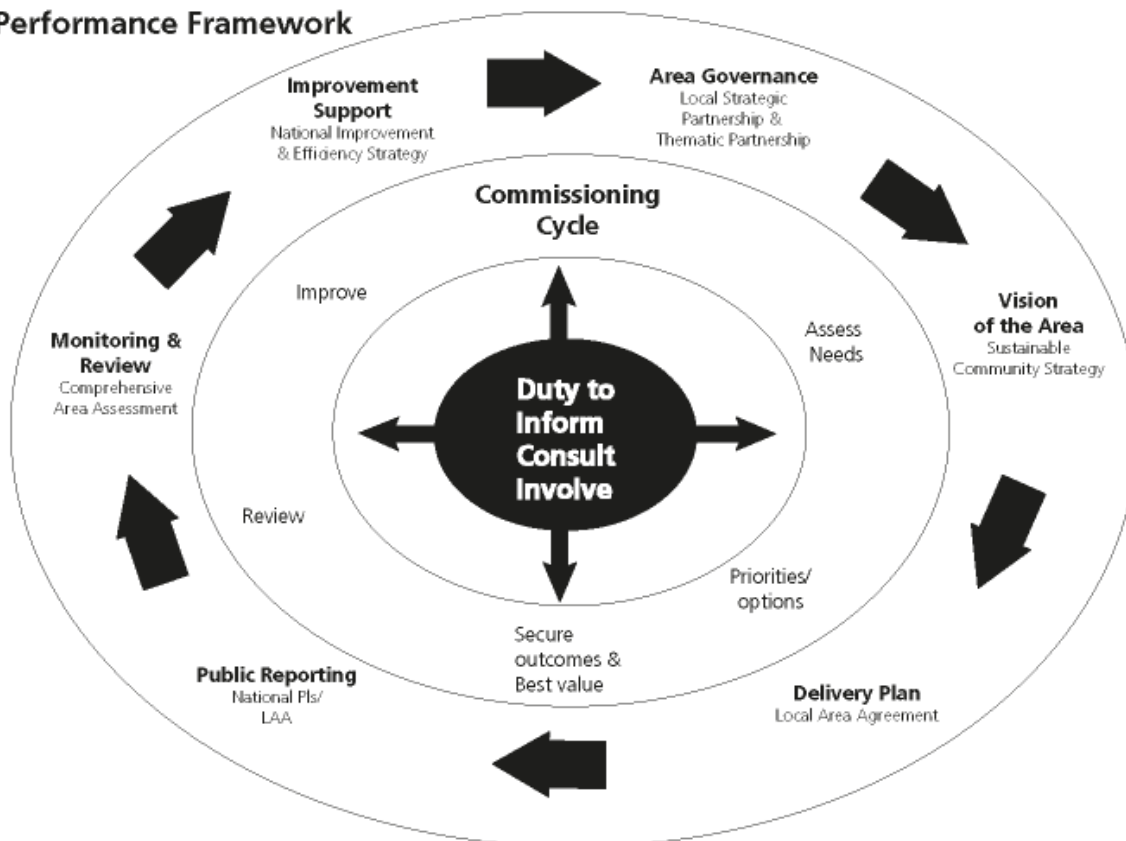 Performance Framework
Improvement
Support
National Improvement
& Efficiency Strategy
Area Governance
Local Strategic
Partnership &
Thematic Partnership
Commissioning
Cycle
Improve
Assess
Needs
Vision
of the Area
Sustainable
Community Strategy
Monitoring &
Review
Comprehensive
Area Assessment
Duty to
Inform
Consult
Involve
Review
Priorities/
options
Secure
outcomes &
Best value
Public Reporting
National PIs/
LAA
Delivery Plan
Local Area Agreement